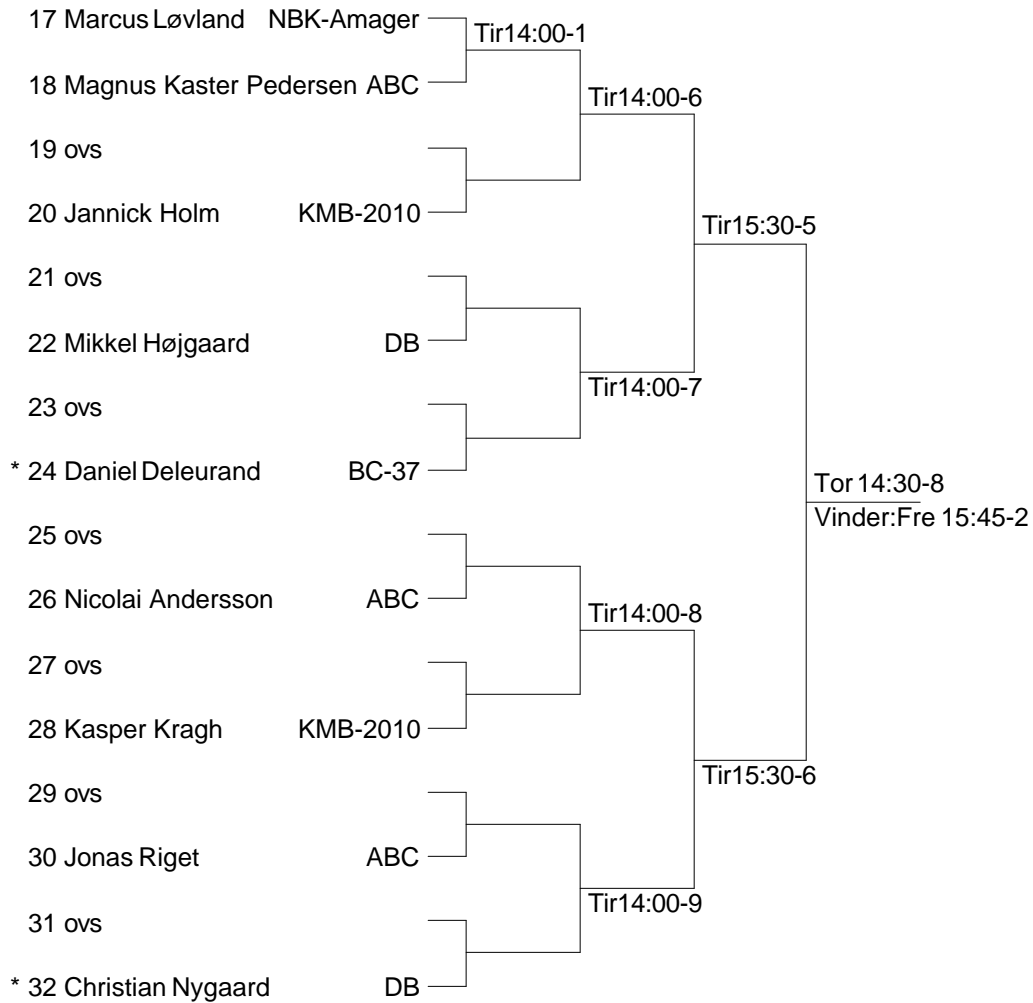 17 Marcus Løvland NBK-Amager
Tir14:00-1
18 Magnus Kaster Pedersen ABC
Tir14:00-6
19 ovs
20 Jannick Holm KMB-2010
Tir15:30-5
21 ovs
22 Mikkel Højgaard DB
Tir14:00-7
23 ovs
* 24 Daniel Deleurand BC-37
Tor 14:30-8
Vinder:Fre 15:45-2
25 ovs
26 Nicolai Andersson ABC
Tir14:00-8
27 ovs
28 Kasper Kragh KMB-2010
Tir15:30-6
29 ovs
30 Jonas Riget ABC
Tir14:00-9
31 ovs
* 32 Christian Nygaard DB